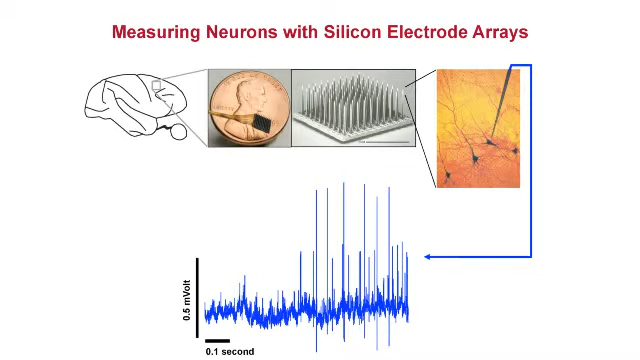 Measuring Neurons with Silicon Electrode Arrays
0.5 mVolt
0.1 second